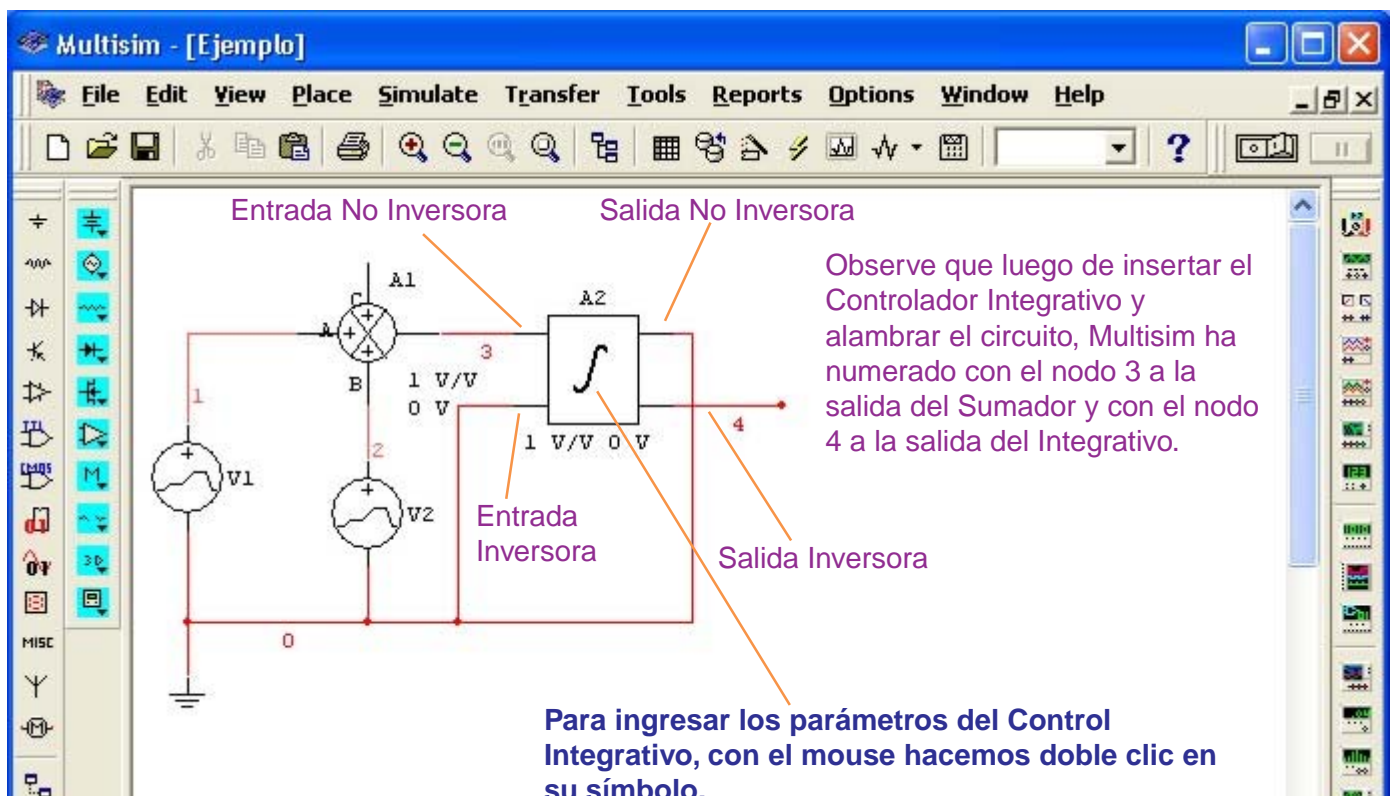 Multisim - [Ejemplo]
File Edit View Place Simulate Transfer Tools Reports Options Window Help
Entrada No Inversora
Salida No Inversora
Observe que luego de insertar el
Controlador Integrativo y
alambrar el circuito, Multisim ha
numerado con el nodo 3 a la
salida del Sumador y con el nodo
4 a la salida del Integrativo.
A1
C
A
B
A2
3
1 V/V
0 V
1
2
4
1 V/V 0 V
V1
V2
Entrada
Inversora
Salida Inversora
0
MISC
Para ingresar los parámetros del Control
Integrativo, con el mouse hacemos doble clic en
su símbolo.